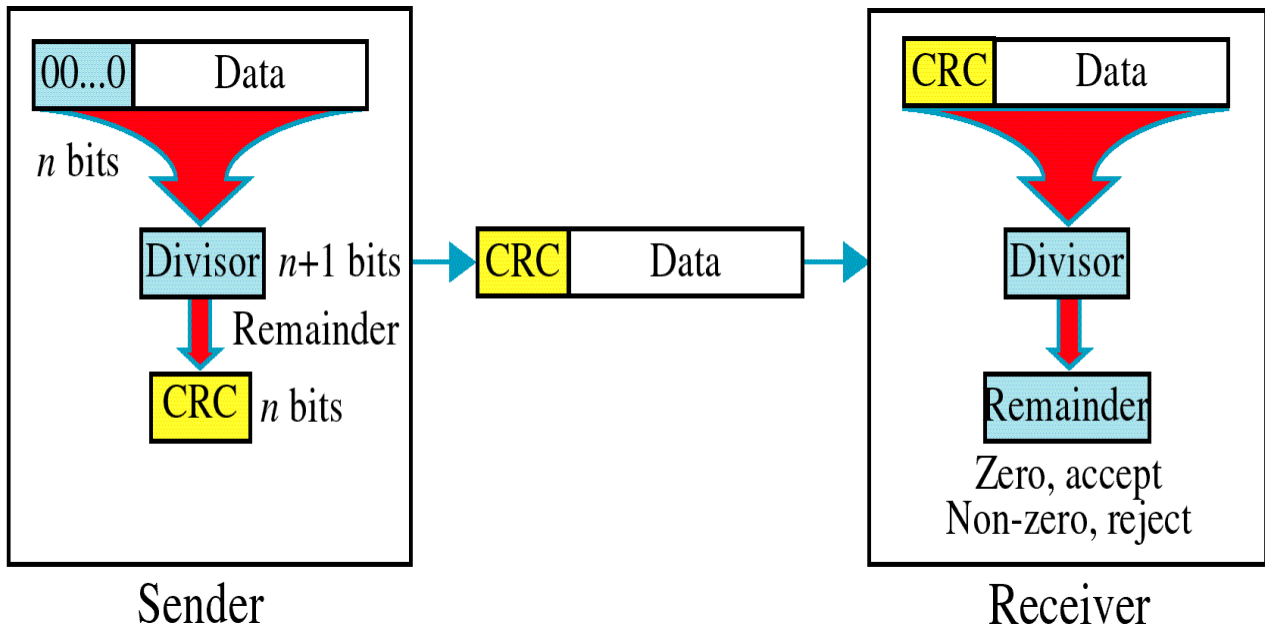 00...0 Data
n bits
Divisor n+1 bits
Remainder
CRC n bits
Sender
CRC Data
CRC Data
Divisor
Remainder
Zero, accept
Non-zero, reject
Receiver